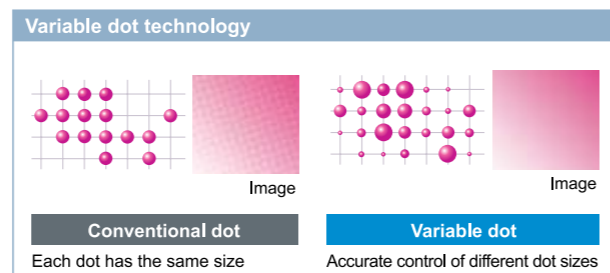 Variable dot technology
Image
Image
Conventional dot
Variable dot
Each dot has the same size
Accurate control of different dot sizes